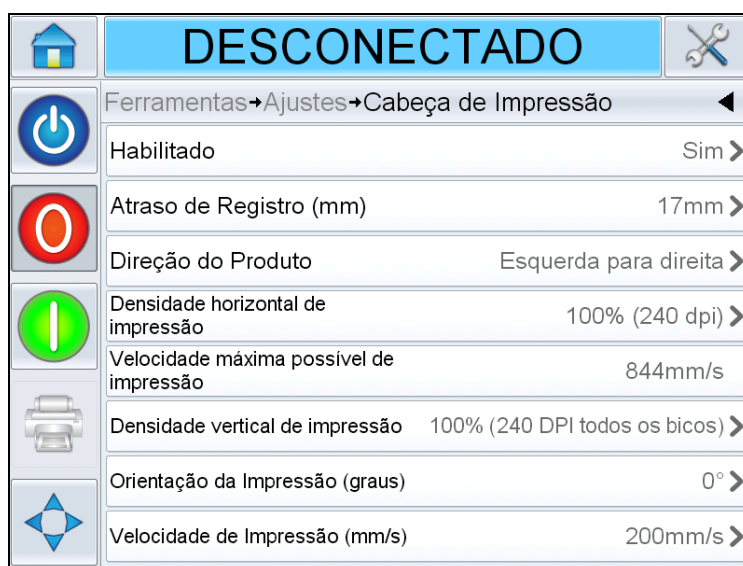 DESCONECTADO
Ferramentas→Ajustes→Cabeça de Impressão
Habilitado Sim
Atraso de Registro (mm) 17mm
Direção do Produto Esquerda para direita
Densidade horizontal de
impressão 100% (240 dpi)
Velocidade máxima possível de
impressão 844mm/s
Densidade vertical de impressão 100% (240 DPI todos os bicos)
Orientação da Impressão (graus) 0°
Velocidade de Impressão (mm/s) 200mm/s